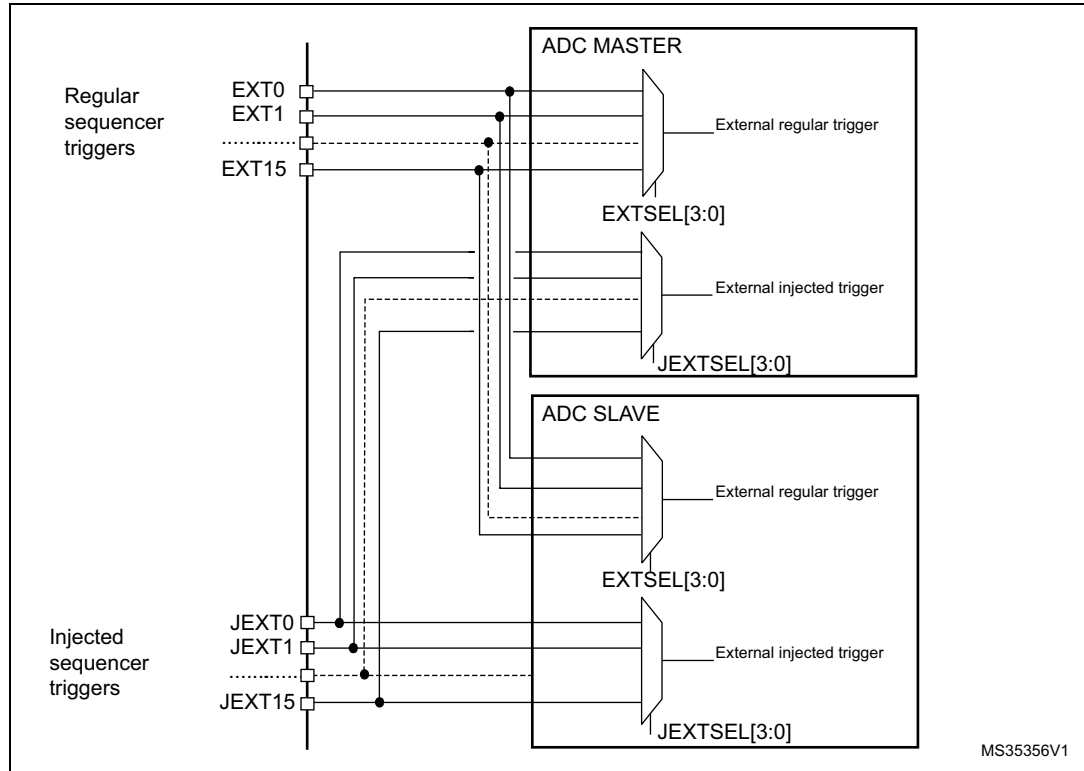 ADC MASTER
Regular
sequencer
triggers
EXT0
EXT1
EXT15
External regular trigger
EXTSEL[3:0]
External injected trigger
JEXTSEL[3:0]
ADC SLAVE
External regular trigger
EXTSEL[3:0]
Injected
sequencer
triggers
JEXT0
JEXT1
JEXT15
External injected trigger
JEXTSEL[3:0]
MS35356V1